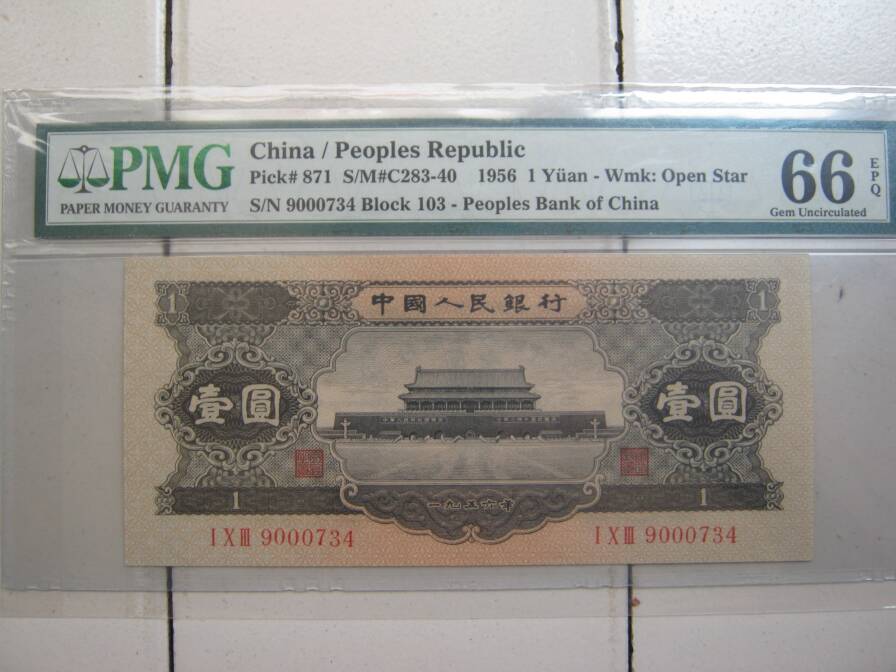 PMG
PAPER MONEY GUARANTY
China / Peoples Republic
Pick# 871 S/M#C283-40 1956 1 Yüan - Wmk: Open Star
S/N 9000734 Block 103 - Peoples Bank of China
66
EPQ
Gem Uncirculated
1 中國人民銀行 1
壹圓 壹圓
1 一九五六年 1
I X III 9000734 I X III 9000734